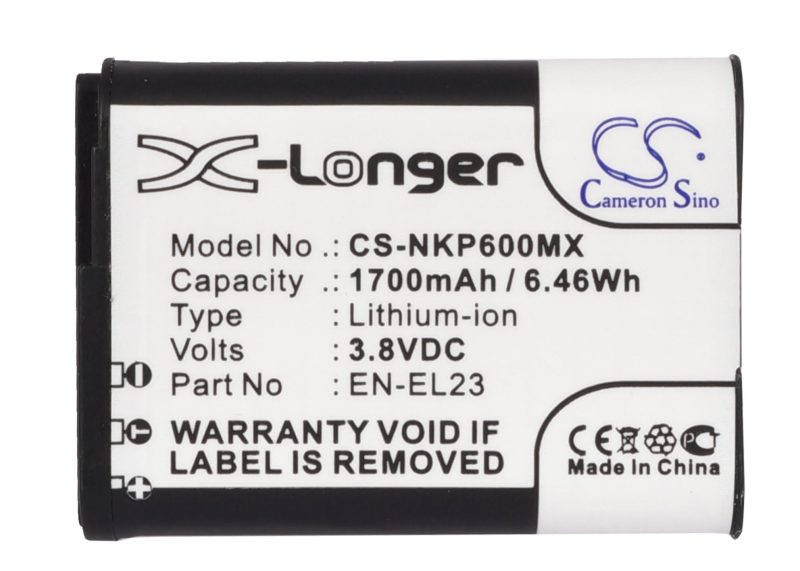 X-Longer
CS
Cameron Sino
Model No .: CS-NKP600MX
Capacity .: 1700mAh / 6.46Wh
Type : Lithium-ion
Volts : 3.8VDC
Part No : EN-EL23
WARRANTY VOID IF
LABEL IS REMOVED
CE
Made In China